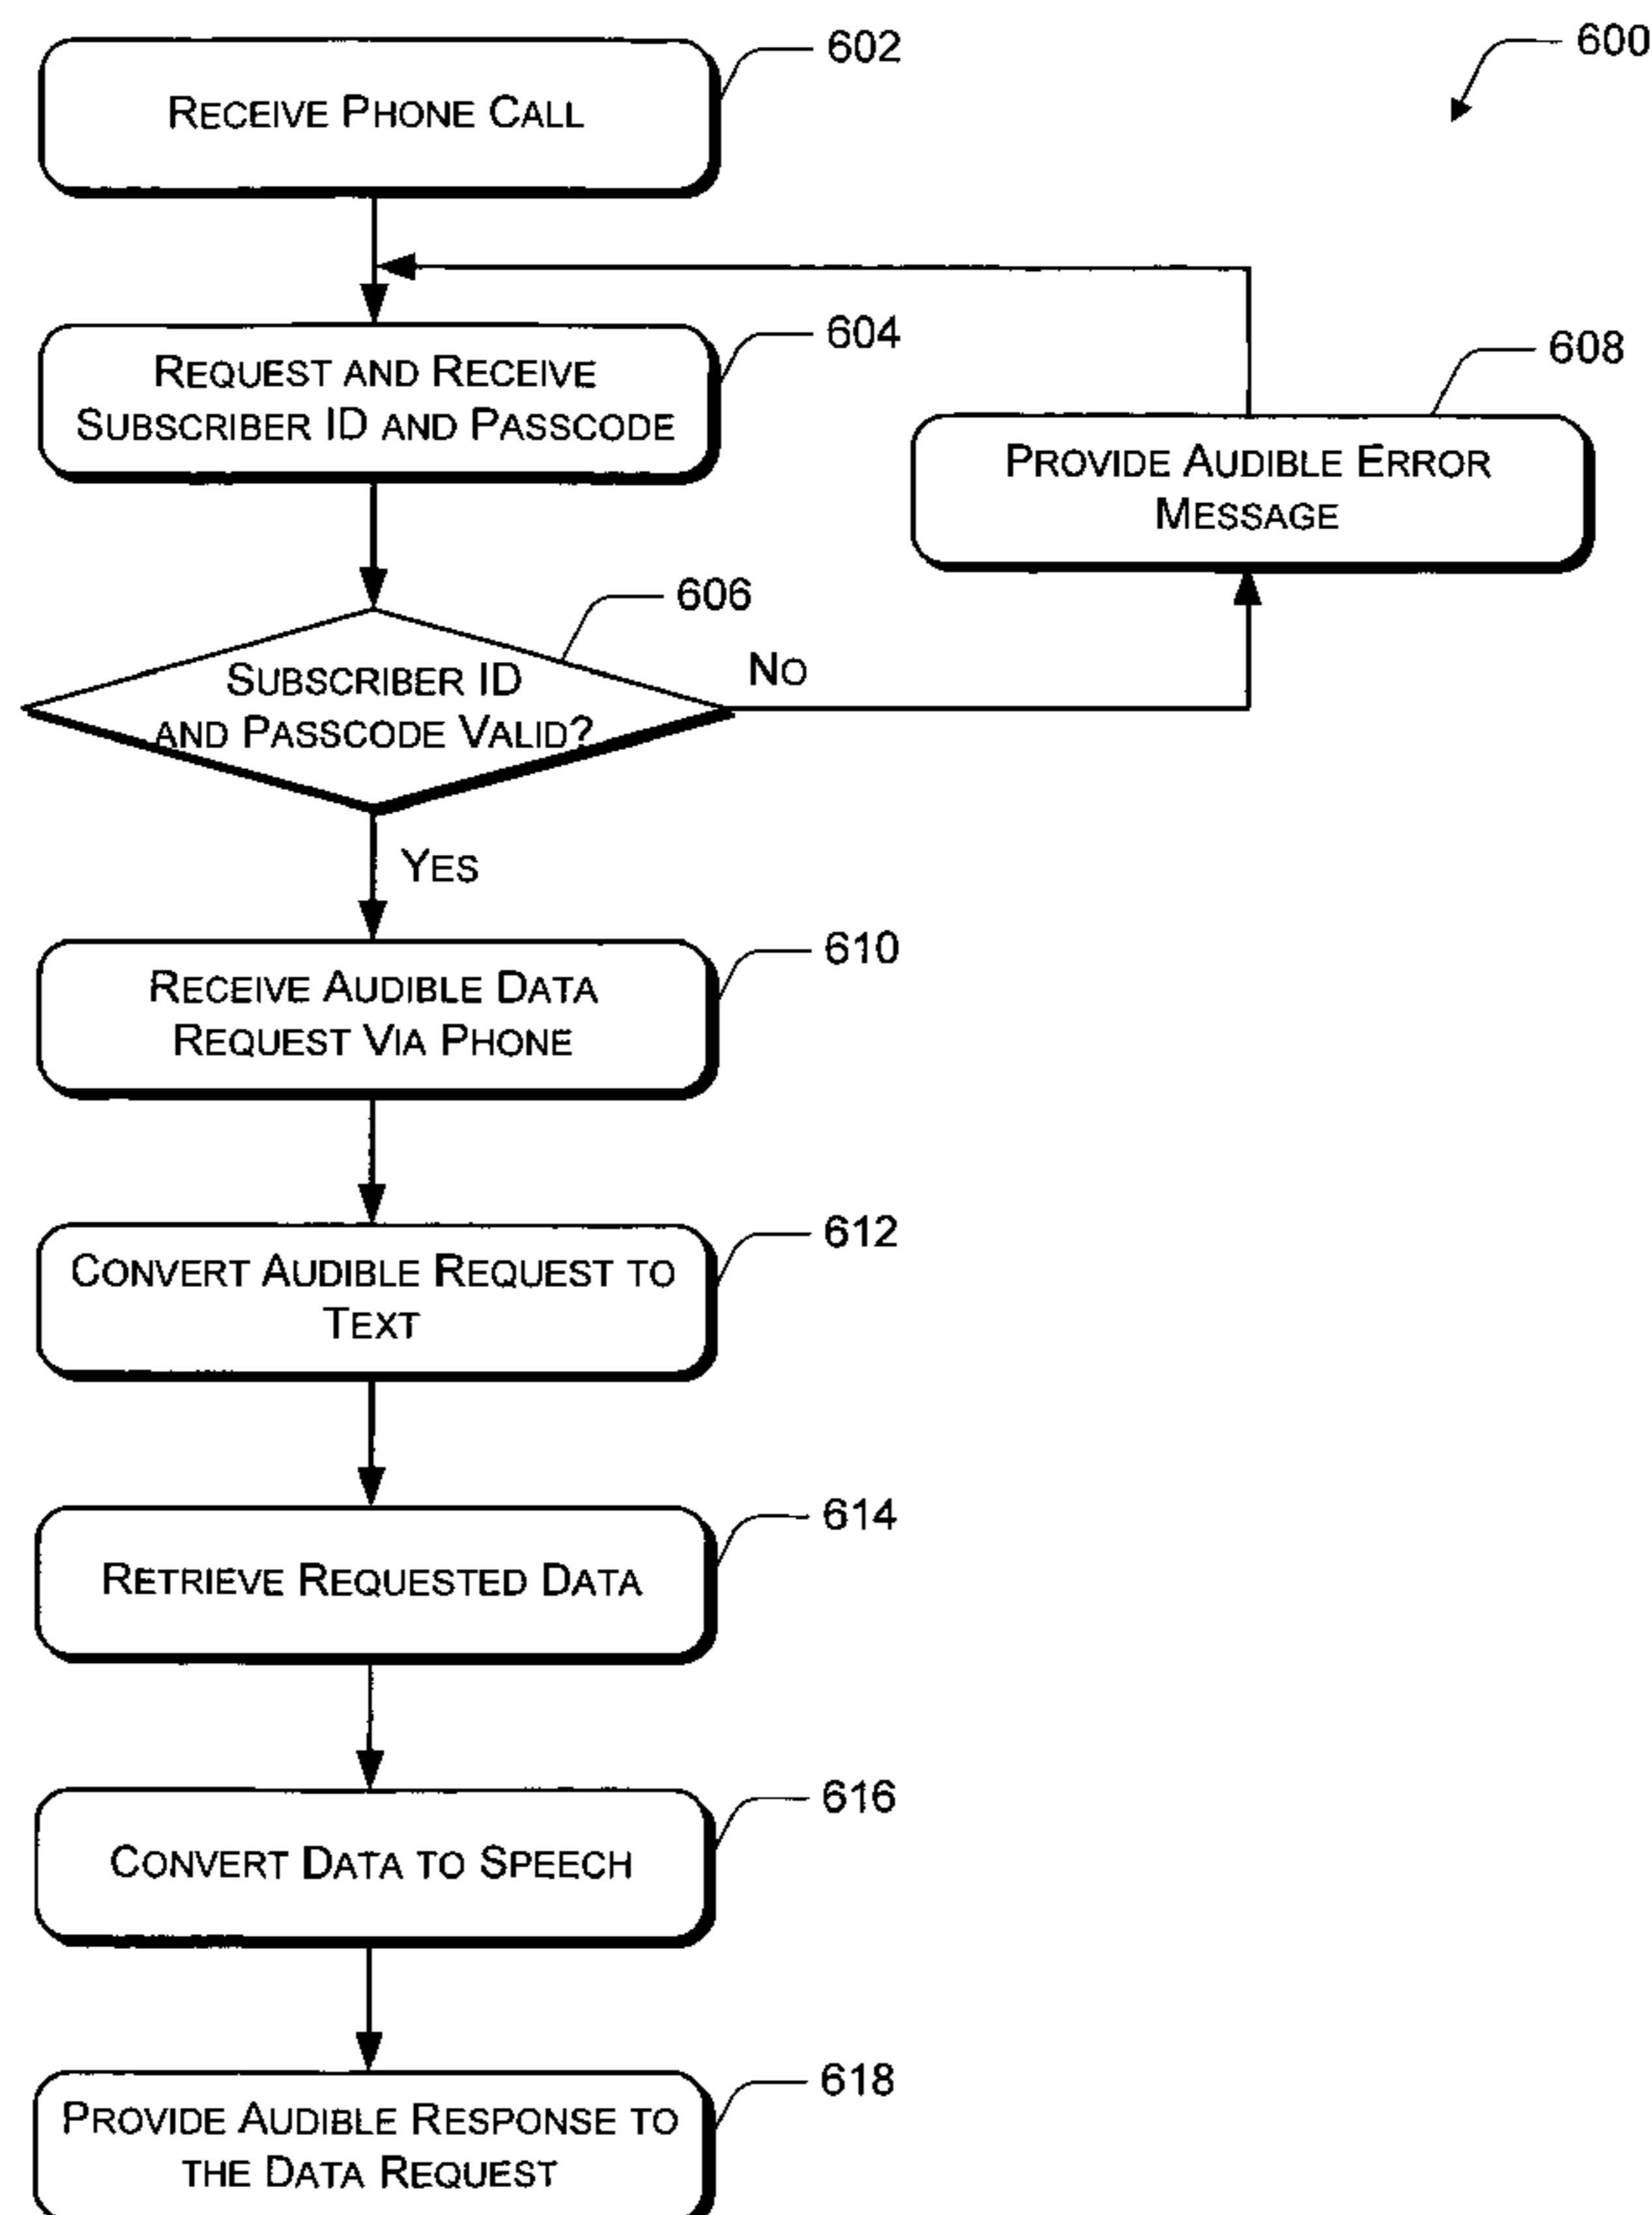 600
602
RECEIVE PHONE CALL
604
REQUEST AND RECEIVE
SUBSCRIBER ID AND PASSCODE
608
PROVIDE AUDIBLE ERROR
MESSAGE
606
SUBSCRIBER ID
AND PASSCODE VALID?
NO
YES
610
RECEIVE AUDIBLE DATA
REQUEST VIA PHONE
612
CONVERT AUDIBLE REQUEST TO
TEXT
614
RETRIEVE REQUESTED DATA
616
CONVERT DATA TO SPEECH
618
PROVIDE AUDIBLE RESPONSE TO
THE DATA REQUEST